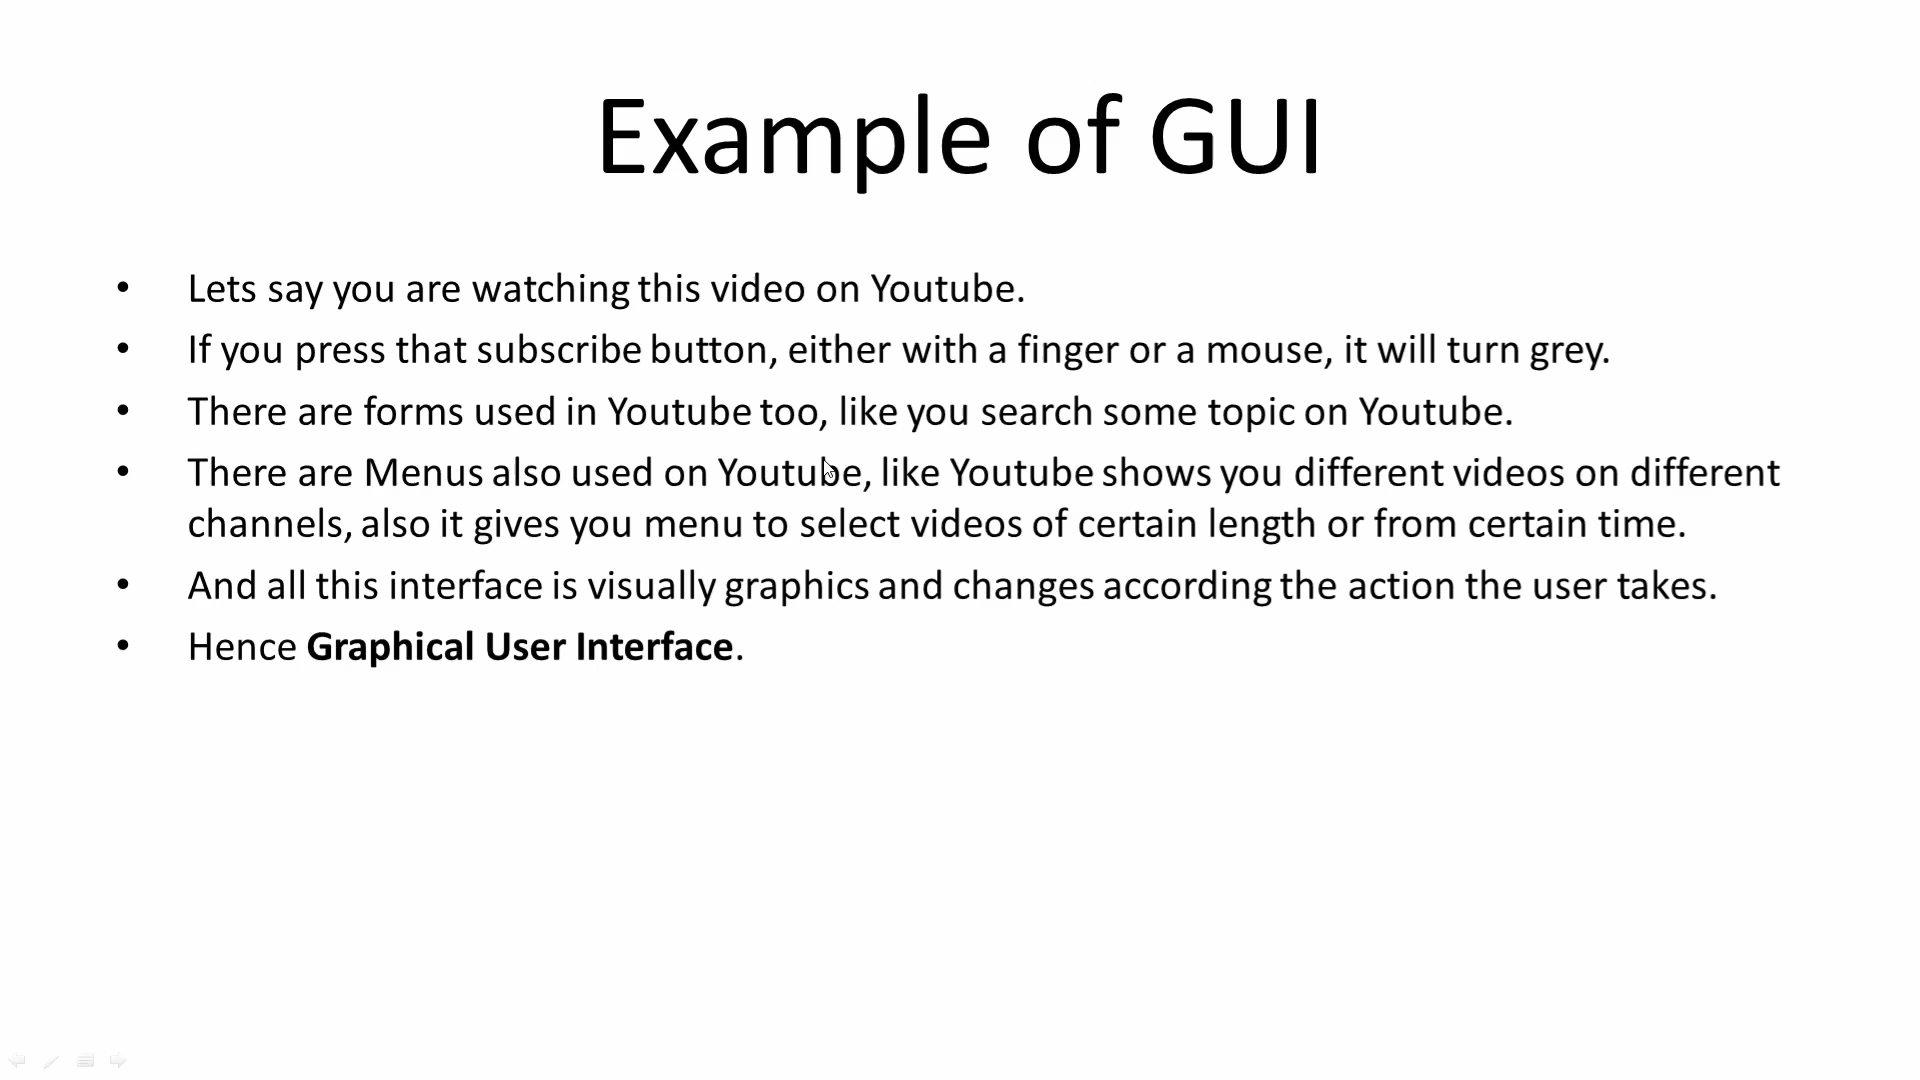 Example of GUI
• Lets say you are watching this video on Youtube.
• If you press that subscribe button, either with a finger or a mouse, it will turn grey.
• There are forms used in Youtube too, like you search some topic on Youtube.
• There are Menus also used on Youtube, like Youtube shows you different videos on different
channels, also it gives you menu to select videos of certain length or from certain time.
• And all this interface is visually graphics and changes according the action the user takes.
• Hence Graphical User Interface.